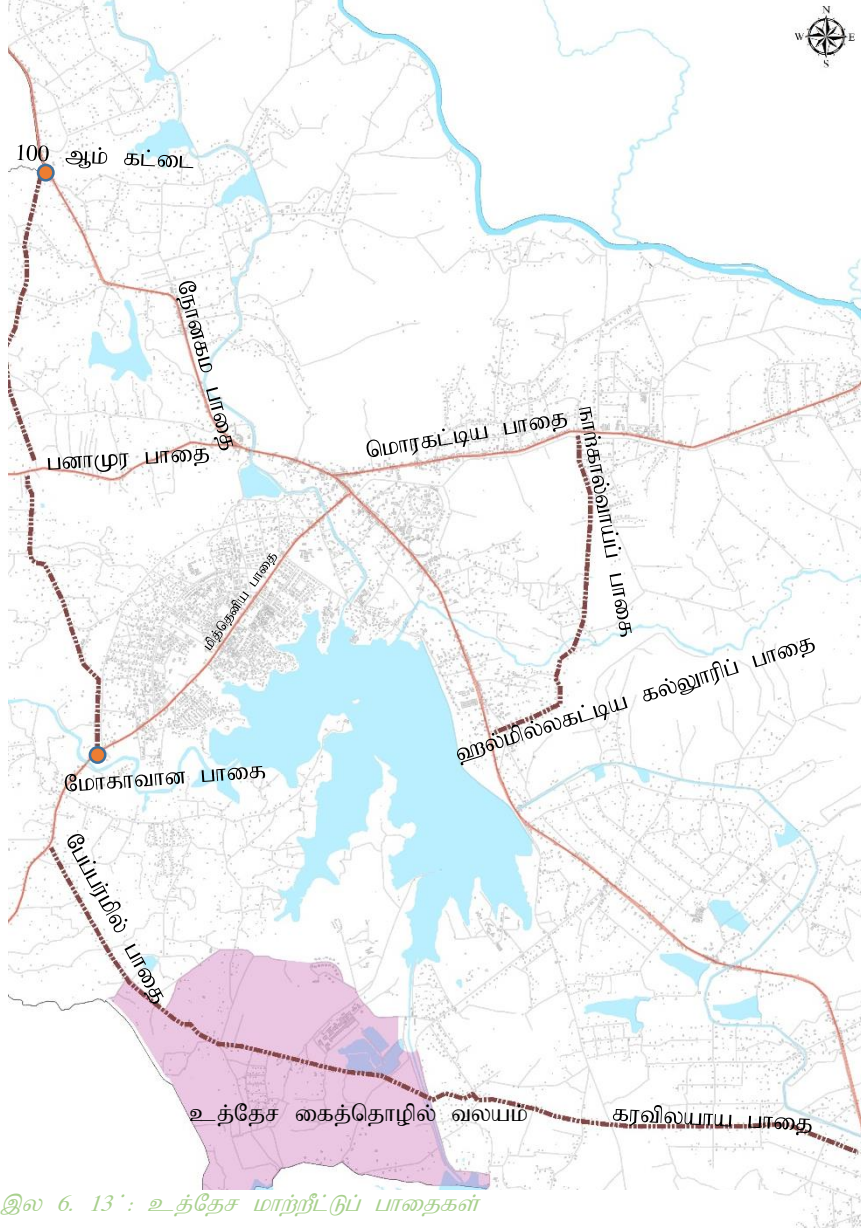 N
W E
S
100 ஆம் கட்டை
நோனகம பாதை
மொரகட்டிய பாதை
நாற்கால்வாய்ப் பாதை
பனாமுர பாதை
மித்தெனிய பாதை
ஹல்மில்லகட்டிய கல்லூரிப் பாதை
மோகாவான பாதை
பேப்பர்மில் பாதை
உத்தேச கைத்தொழில் வலயம்
கரவிலயாய பாதை
இல 6. 13': உத்தேச மாற்றீட்டுப் பாதைகள்